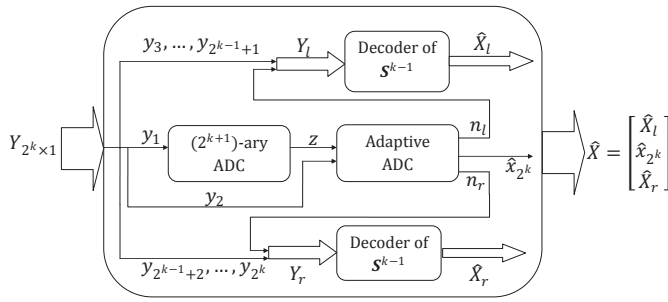 y_3, ..., y_{2^{k-1}+1}
Y_l
Decoder of
S^{k-1}
X̂_l
n_l
Y_{2^k×1}
y_1
(2^{k+1})-ary
ADC
z
Adaptive
ADC
x̂_{2^k}
X̂ = [X̂_l x̂_{2^k} X̂_r]
y_2
n_r
y_{2^{k-1}+2}, ..., y_{2^k}
Y_r
Decoder of
S^{k-1}
X̂_r